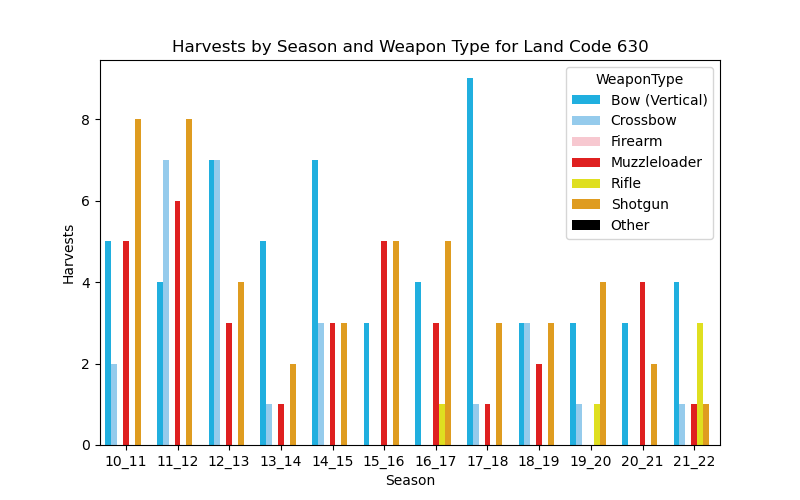 Harvests by Season and Weapon Type for Land Code 630
WeaponType
Bow (Vertical)
Crossbow
Firearm
Muzzleloader
Rifle
Shotgun
Other
Harvests
8
6
4
2
0
10_11 11_12 12_13 13_14 14_15 15_16 16_17 17_18 18_19 19_20 20_21 21_22
Season